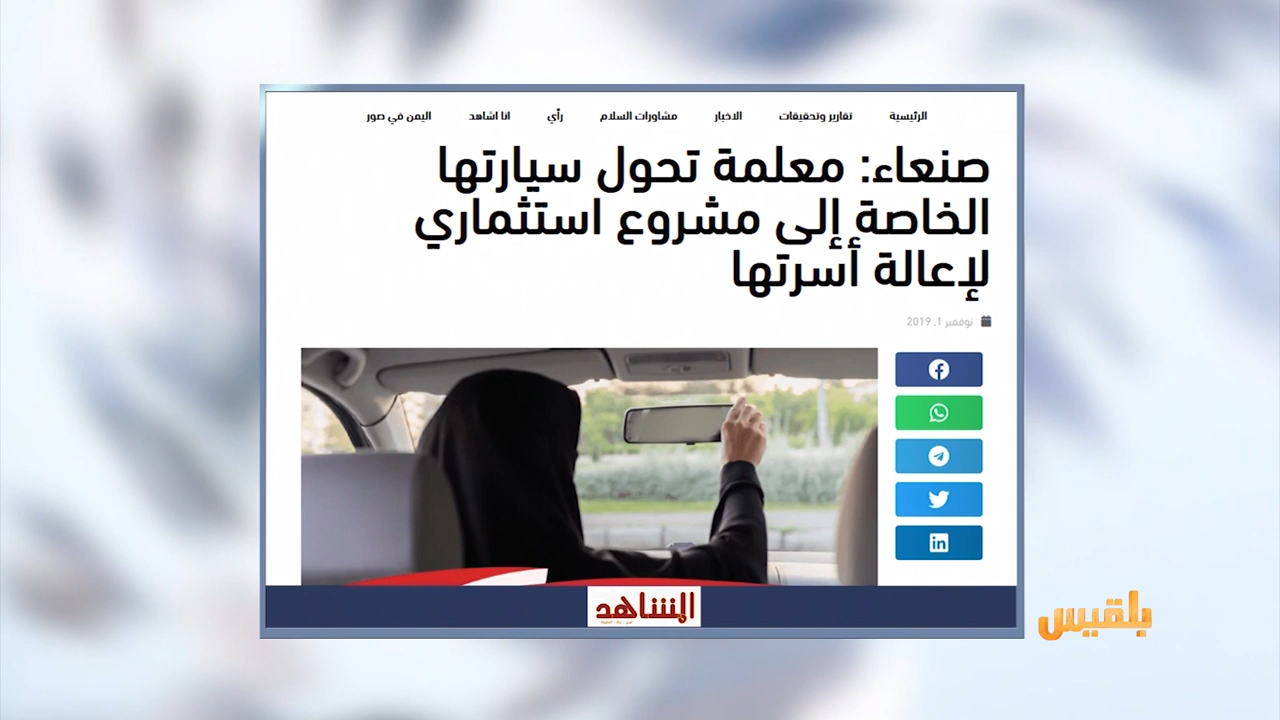 الرئيسية تقارير وتحقيقات الاخبار مشاورات السلام رأي انا اشاهد اليمن في صور
صنعاء: معلمة تحول سيارتها
الخاصة إلى مشروع استثماري
لإعالة أسرتها
نوفمبر 1, 2019
المشاهد
بلقيس